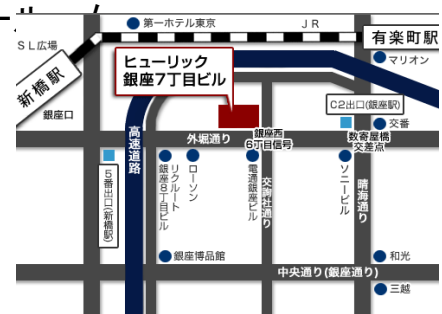 第一ホテル東京
JR
有楽町駅
SL広場
マリオン
ヒューリック
銀座7丁目ビル
新橋駅
C2出口(銀座駅)
銀座口
交番
外堀通り
銀座西
6丁目信号
数寄屋橋
交差点
高速道路
5番出口(新橋駅)
リクルート
銀座8丁目ビル
ローソン
電通銀座ビル
交詢社通り
ソニービル
晴海通り
銀座博品館
和光
中央通り(銀座通り)
三越